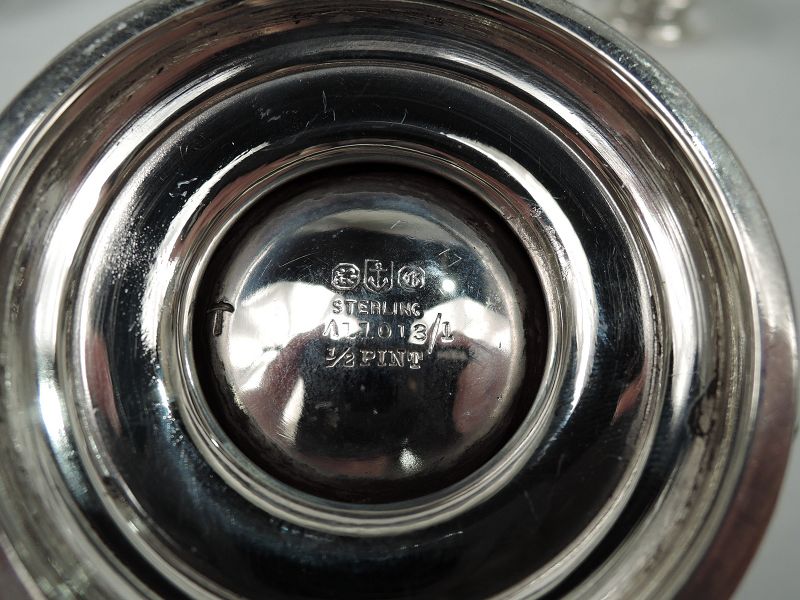 STERLING
A11013/1
1/2 PINT
T